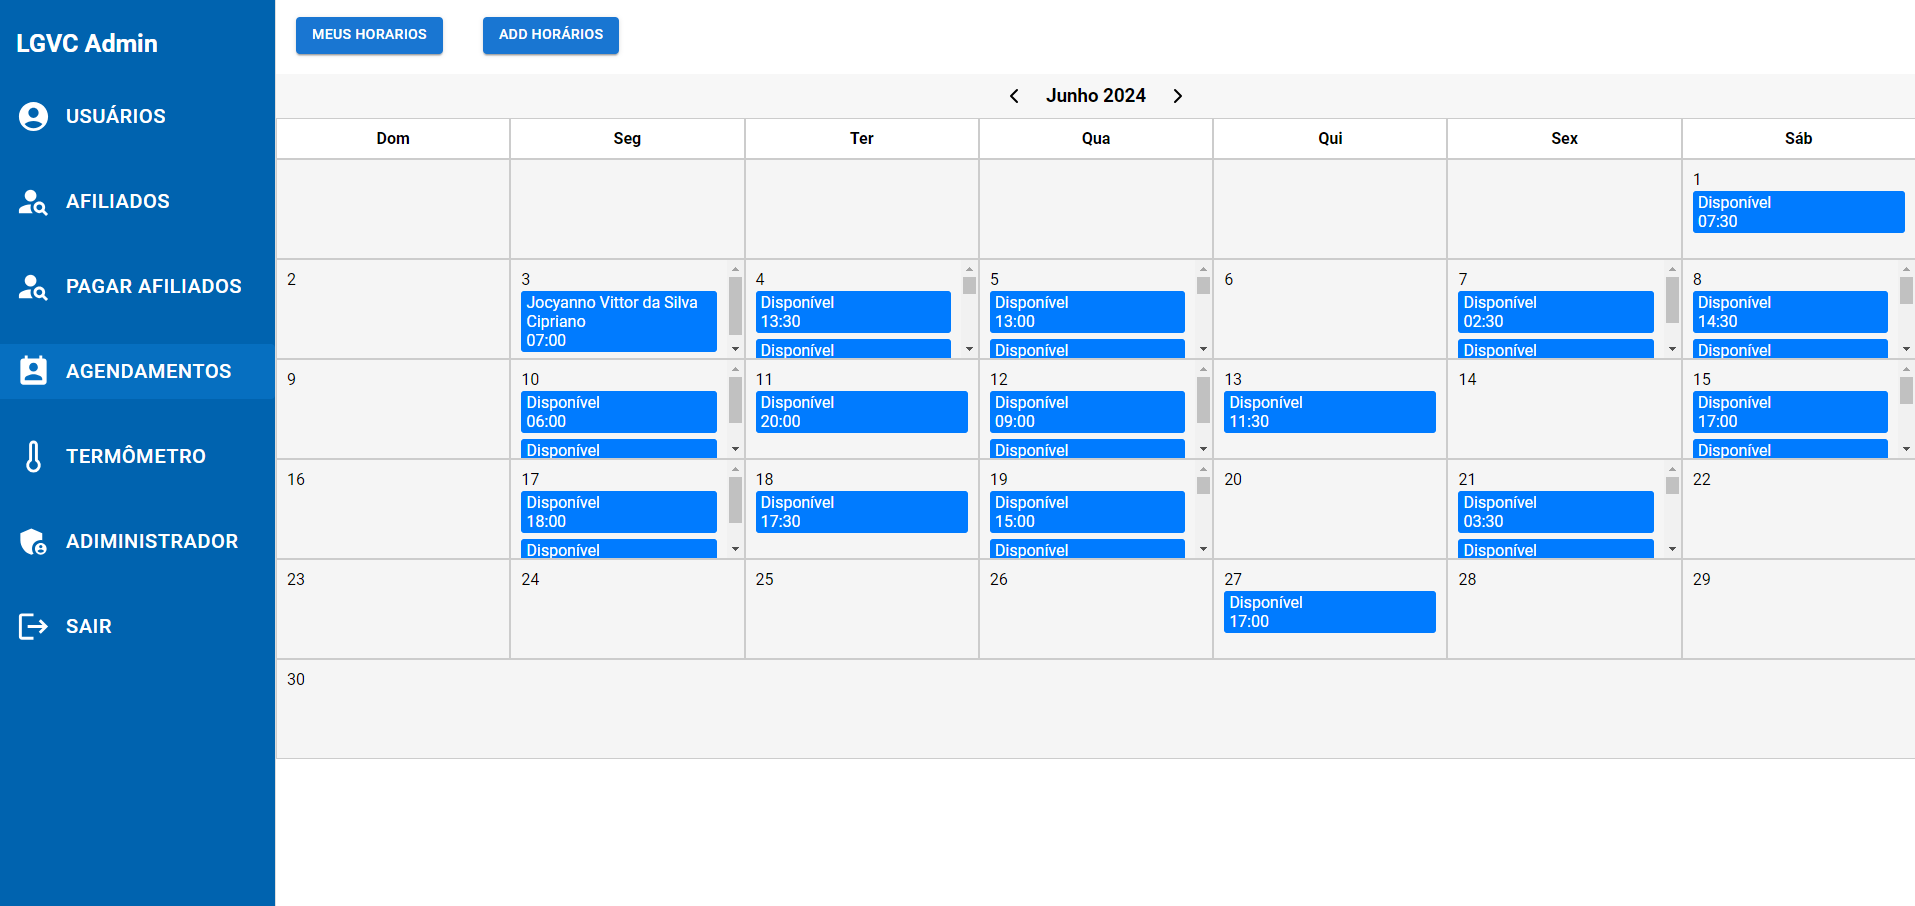 LGVC Admin
USUÁRIOS
AFILIADOS
PAGAR AFILIADOS
AGENDAMENTOS
TERMÔMETRO
ADIMINISTRADOR
SAIR
MEUS HORARIOS
ADD HORÁRIOS
Junho 2024
Dom
Seg
Ter
Qua
Qui
Sex
Sáb
1
Disponível
07:30
2
3
Jocyanno Vittor da Silva
Cipriano
07:00
4
Disponível
13:30
Disponível
5
Disponível
13:00
Disponível
6
7
Disponível
02:30
Disponível
8
Disponível
14:30
Disponível
9
10
Disponível
06:00
Disponível
11
Disponível
20:00
12
Disponível
09:00
Disponível
13
Disponível
11:30
14
15
Disponível
17:00
Disponível
16
17
Disponível
18:00
Disponível
18
Disponível
17:30
19
Disponível
15:00
Disponível
20
21
Disponível
03:30
Disponível
22
23
24
25
26
27
Disponível
17:00
28
29
30